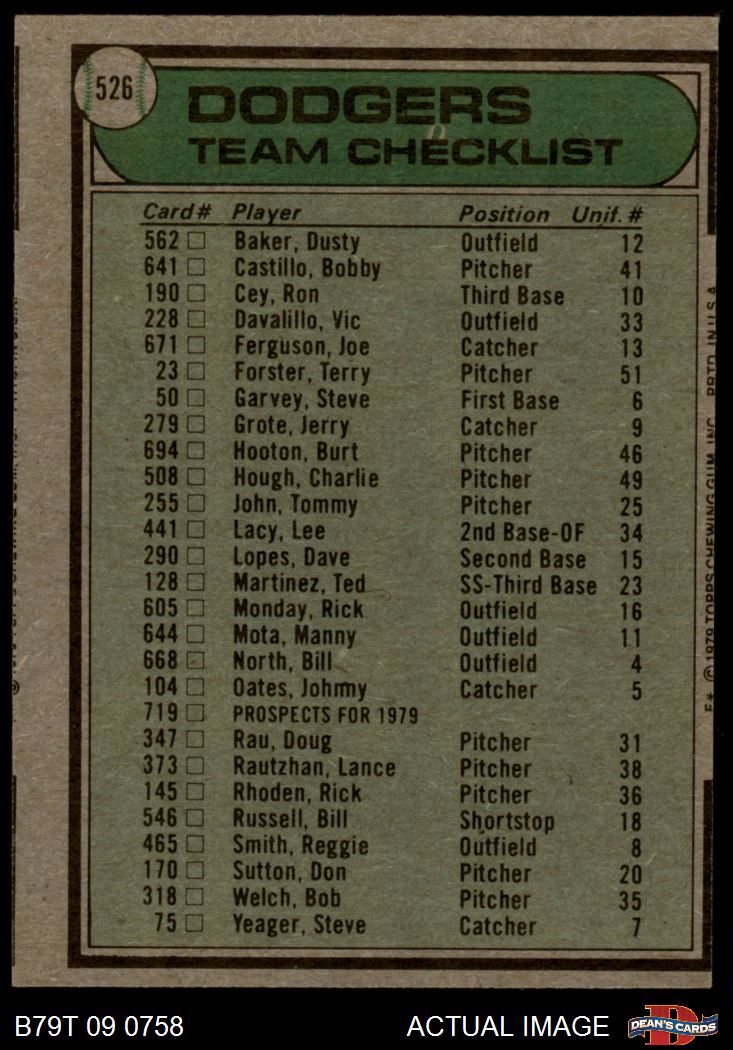 526
DODGERS
TEAM CHECKLIST
Card# Player Position Unif. #
562 Baker, Dusty Outfield 12
641 Castillo, Bobby Pitcher 41
190 Cey, Ron Third Base 10
228 Davalillo, Vic Outfield 33
671 Ferguson, Joe Catcher 13
23 Forster, Terry Pitcher 51
50 Garvey, Steve First Base 6
279 Grote, Jerry Catcher 9
694 Hooton, Burt Pitcher 46
508 Hough, Charlie Pitcher 49
255 John, Tommy Pitcher 25
441 Lacy, Lee 2nd Base-OF 34
290 Lopes, Dave Second Base 15
128 Martinez, Ted SS-Third Base 23
605 Monday, Rick Outfield 16
644 Mota, Manny Outfield 11
668 North, Bill Outfield 4
104 Oates, Johnny Catcher 5
719 PROSPECTS FOR 1979
347 Rau, Doug Pitcher 31
373 Rautzhan, Lance Pitcher 38
145 Rhoden, Rick Pitcher 36
546 Russell, Bill Shortstop 18
465 Smith, Reggie Outfield 8
170 Sutton, Don Pitcher 20
318 Welch, Bob Pitcher 35
75 Yeager, Steve Catcher 7
E* ©1979 TOPPS CHEWING GUM, INC. PRTD. IN U.S.A.
B79T 09 0758 ACTUAL IMAGE DEAN'S CARDS